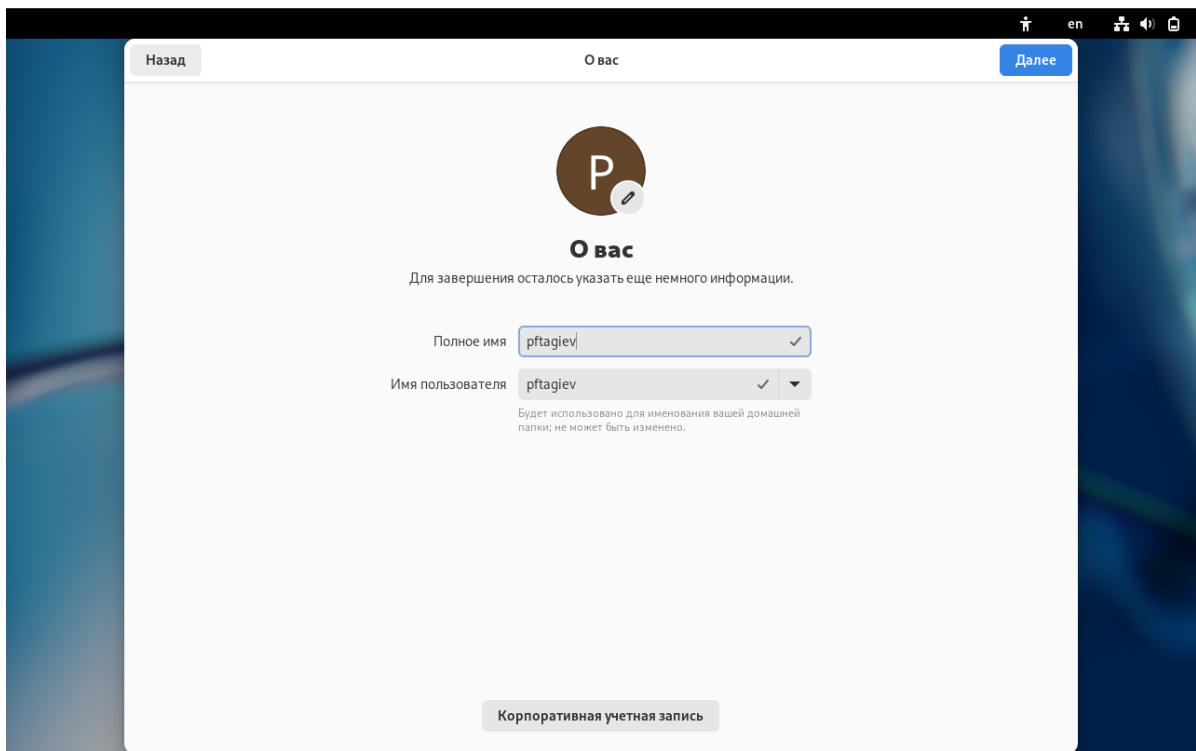 en
Назад
О вас
Далее
P
О вас
Для завершения осталось указать еще немного информации.
Полное имя pftagiev
Имя пользователя pftagiev
Будет использовано для именования вашей домашней
папки; не может быть изменено.
Корпоративная учетная запись